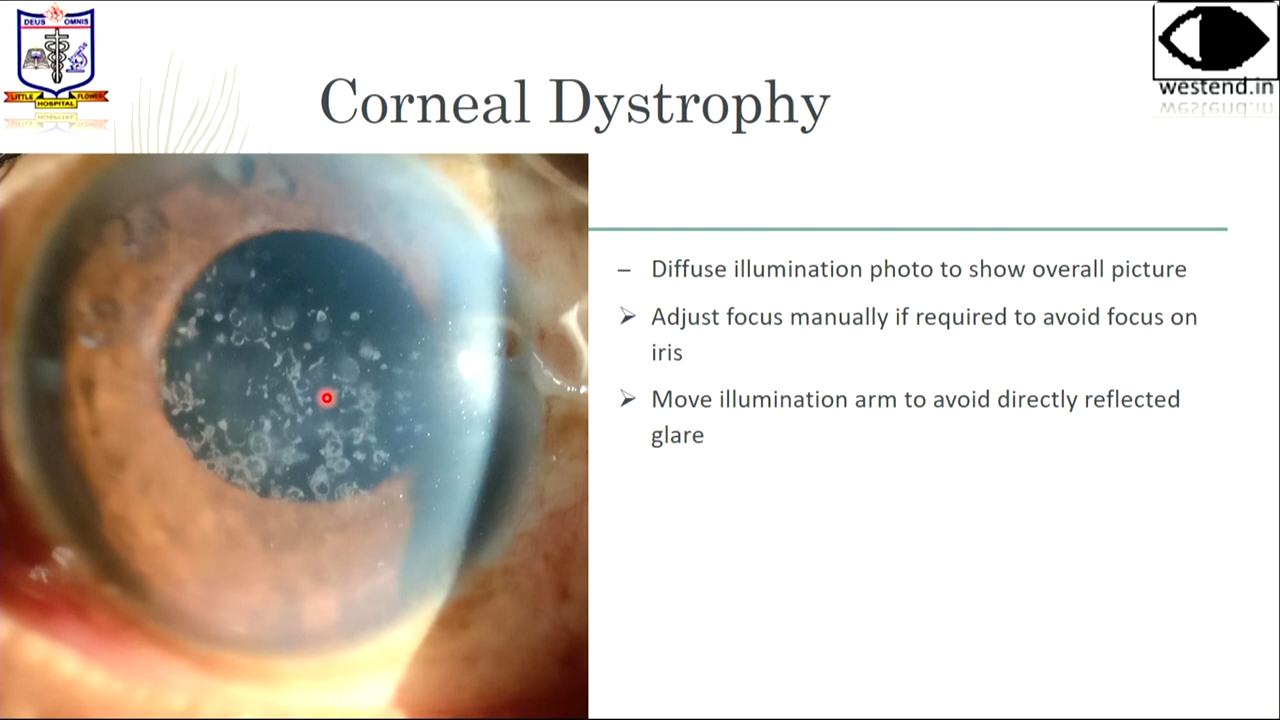 DEUS OMNIS
LITTLE FLOWER
HOSPITAL
westend.in
Corneal Dystrophy
– Diffuse illumination photo to show overall picture
➢ Adjust focus manually if required to avoid focus on
iris
➢ Move illumination arm to avoid directly reflected
glare